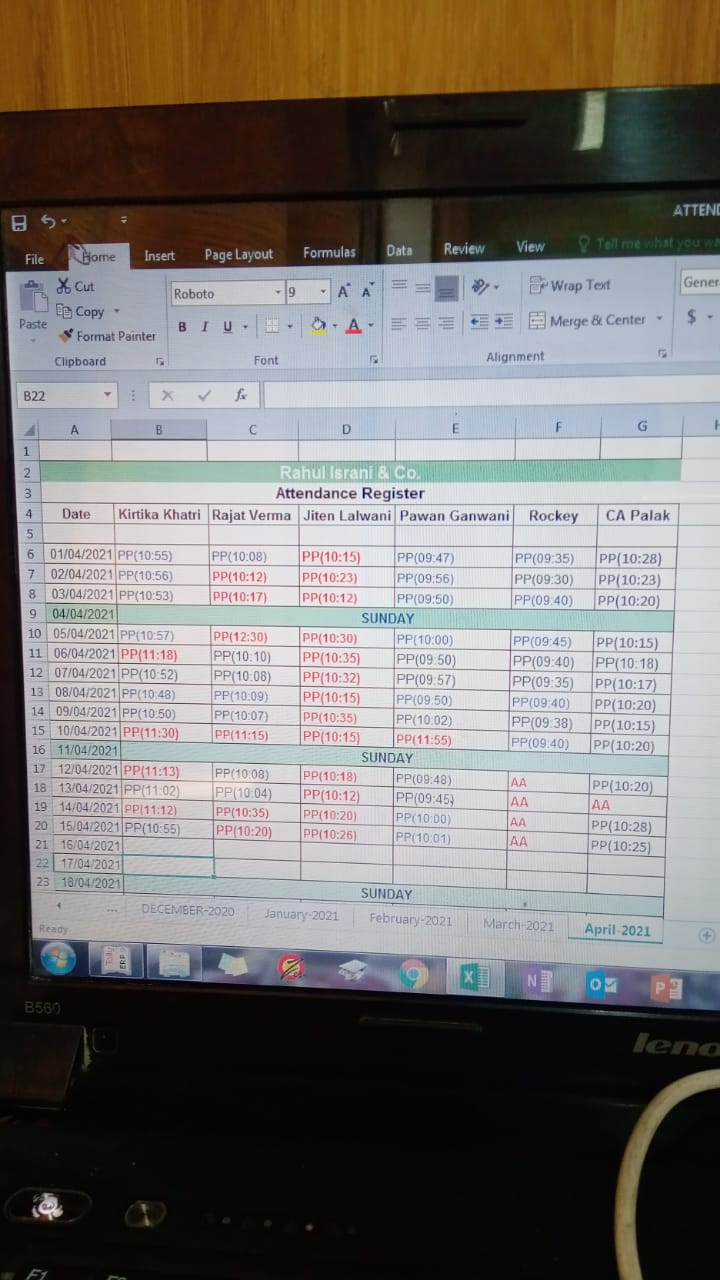 ATTEND
File Home Insert Page Layout Formulas Data Review View Tell me what you wa
Cut
Copy
Format Painter
Paste
Clipboard
Roboto 9 A A
B I U A
Font
Wrap Text
Merge & Center
Alignment
Gener
$
B22 fx
A B C D E F G H
1
2 Rahul Israni & Co.
3 Attendance Register
4 Date Kirtika Khatri Rajat Verma Jiten Lalwani Pawan Ganwani Rockey CA Palak
5
6 01/04/2021 PP(10:55) PP(10:08) PP(10:15) PP(09:47) PP(09:35) PP(10:28)
7 02/04/2021 PP(10:56) PP(10:12) PP(10:23) PP(09:56) PP(09:30) PP(10:23)
8 03/04/2021 PP(10:53) PP(10:17) PP(10:12) PP(09:50) PP(09:40) PP(10:20)
9 04/04/2021 SUNDAY
10 05/04/2021 PP(10:57) PP(12:30) PP(10:30) PP(10:00) PP(09:45) PP(10:15)
11 06/04/2021 PP(11:18) PP(10:10) PP(10:35) PP(09:50) PP(09:40) PP(10:18)
12 07/04/2021 PP(10:52) PP(10:08) PP(10:32) PP(09:57) PP(09:35) PP(10:17)
13 08/04/2021 PP(10:48) PP(10:09) PP(10:15) PP(09:50) PP(09:40) PP(10:20)
14 09/04/2021 PP(10:50) PP(10:07) PP(10:35) PP(10:02) PP(09:38) PP(10:15)
15 10/04/2021 PP(11:30) PP(11:15) PP(10:15) PP(11:55) PP(09:40) PP(10:20)
16 11/04/2021 SUNDAY
17 12/04/2021 PP(11:13) PP(10:08) PP(10:18) PP(09:48) AA PP(10:20)
18 13/04/2021 PP(11:02) PP(10:04) PP(10:12) PP(09:45) AA AA
19 14/04/2021 PP(11:12) PP(10:35) PP(10:20) PP(10:00) AA PP(10:28)
20 15/04/2021 PP(10:55) PP(10:20) PP(10:26) PP(10:01) AA PP(10:25)
21 16/04/2021
22 17/04/2021
23 18/04/2021 SUNDAY
... DECEMBER-2020 January-2021 February-2021 March-2021 April-2021
Ready
Tally ERP 9
B560
leno
F1